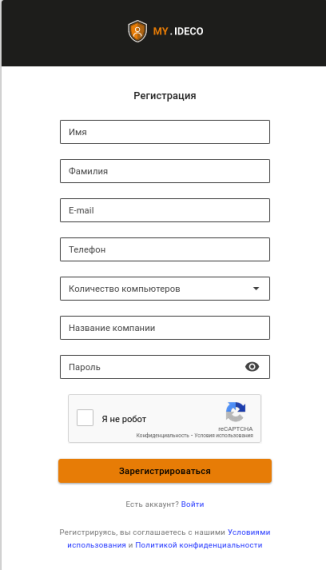 MY.IDECO
Регистрация
Имя
Фамилия
E-mail
Телефон
Количество компьютеров
Название компании
Пароль
Я не робот
reCAPTCHA
Конфиденциальность - Условия использования
Зарегистрироваться
Есть аккаунт? Войти
Регистрируясь, вы соглашаетесь с нашими Условиями
использования и Политикой конфиденциальности